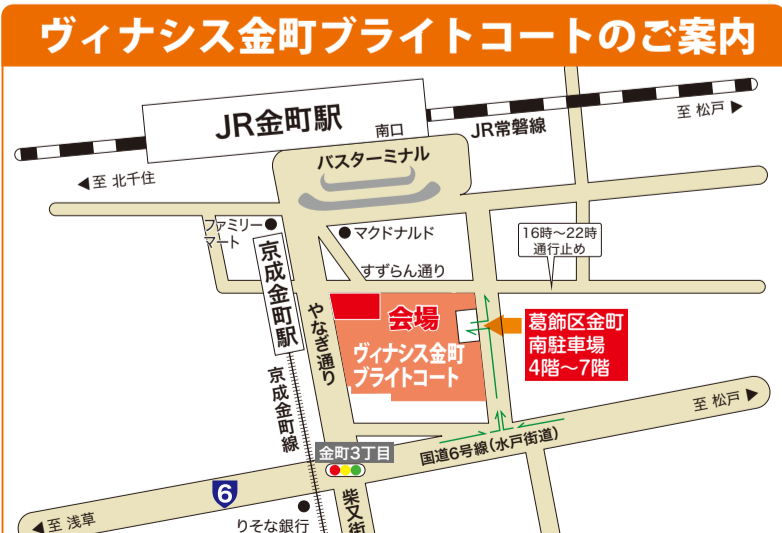 ヴィナシス金町ブライトコートのご案内
JR金町駅
南口
JR常磐線
至 松戸 ▶
◀至 北千住
バスターミナル
ファミリー
マート
マクドナルド
16時～22時
通行止め
すずらん通り
京成金町駅
やなぎ通り
会場
ヴィナシス金町
ブライトコート
葛飾区金町
南駐車場
4階～7階
京成金町線
至 松戸 ▶
国道6号線(水戸街道)
金町3丁目
6
柴又街
◀至 浅草
りそな銀行